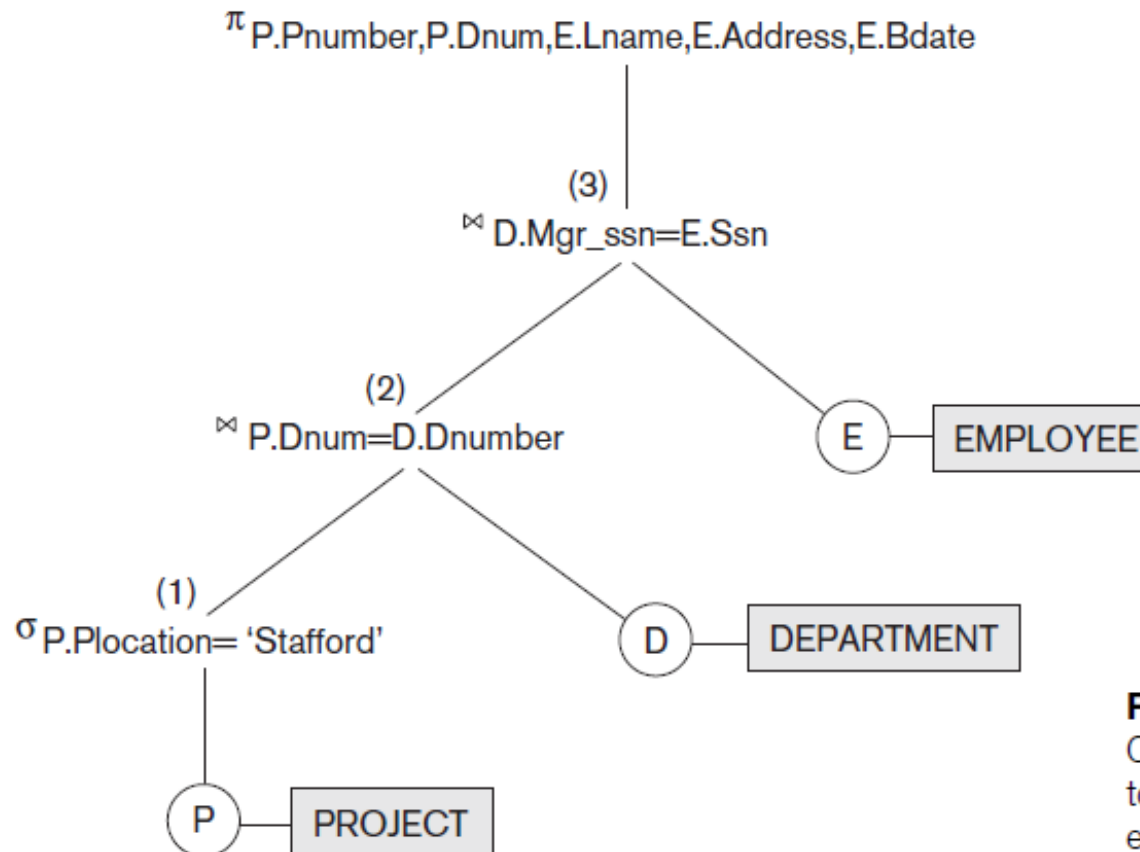 π P.Pnumber,P.Dnum,E.Lname,E.Address,E.Bdate
(3)
⋈ D.Mgr_ssn=E.Ssn
(2)
⋈ P.Dnum=D.Dnumber
E
EMPLOYEE
(1)
σ P.Plocation= ‘Stafford’
D
DEPARTMENT
P
PROJECT